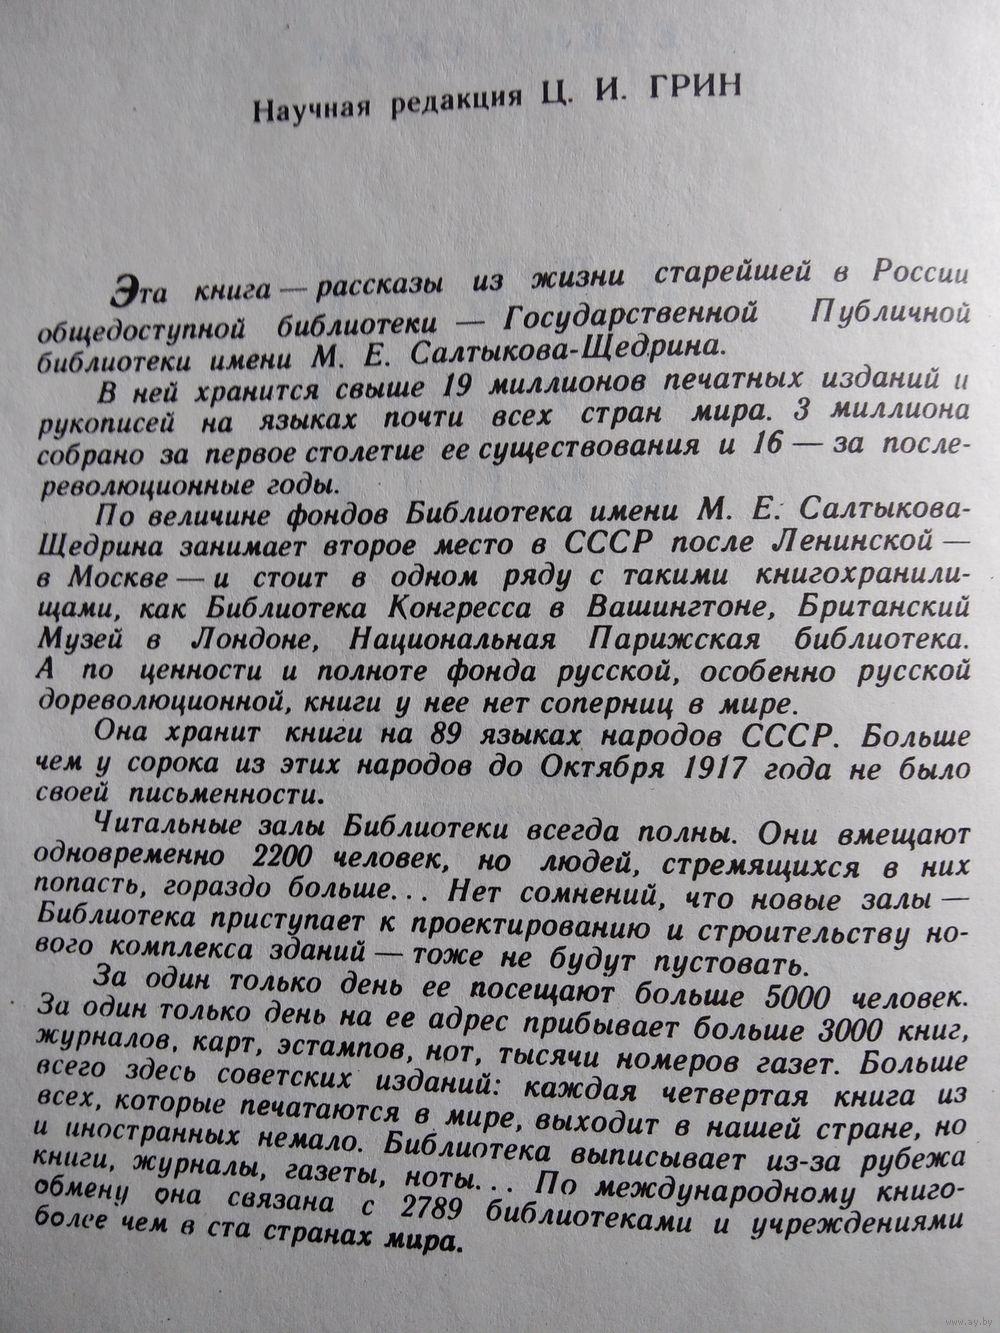 Научная редакция Ц. И. ГРИН
Эта книга — рассказы из жизни старейшей в России
общедоступной библиотеки — Государственной Публичной
библиотеки имени М. Е. Салтыкова-Щедрина.
В ней хранится свыше 19 миллионов печатных изданий и
рукописей на языках почти всех стран мира. 3 миллиона
собрано за первое столетие ее существования и 16 — за после-
революционные годы.
По величине фондов Библиотека имени М. Е. Салтыкова-
Щедрина занимает второе место в СССР после Ленинской —
в Москве — и стоит в одном ряду с такими книгохранили-
щами, как Библиотека Конгресса в Вашингтоне, Британский
Музей в Лондоне, Национальная Парижская библиотека.
А по ценности и полноте фонда русской, особенно русской
дореволюционной, книги у нее нет соперниц в мире.
Она хранит книги на 89 языках народов СССР. Больше
чем у сорока из этих народов до Октября 1917 года не было
своей письменности.
Читальные залы Библиотеки всегда полны. Они вмещают
одновременно 2200 человек, но людей, стремящихся в них
попасть, гораздо больше... Нет сомнений, что новые залы —
Библиотека приступает к проектированию и строительству но-
вого комплекса зданий — тоже не будут пустовать.
За один только день ее посещают больше 5000 человек.
За один только день на ее адрес прибывает больше 3000 книг,
журналов, карт, эстампов, нот, тысячи номеров газет. Больше
всего здесь советских изданий: каждая четвертая книга из
всех, которые печатаются в мире, выходит в нашей стране, но
и иностранных немало. Библиотека выписывает из-за рубежа
книги, журналы, газеты, ноты... По международному книго-
обмену она связана с 2789 библиотеками и учреждениями
более чем в ста странах мира.
www.ay.by